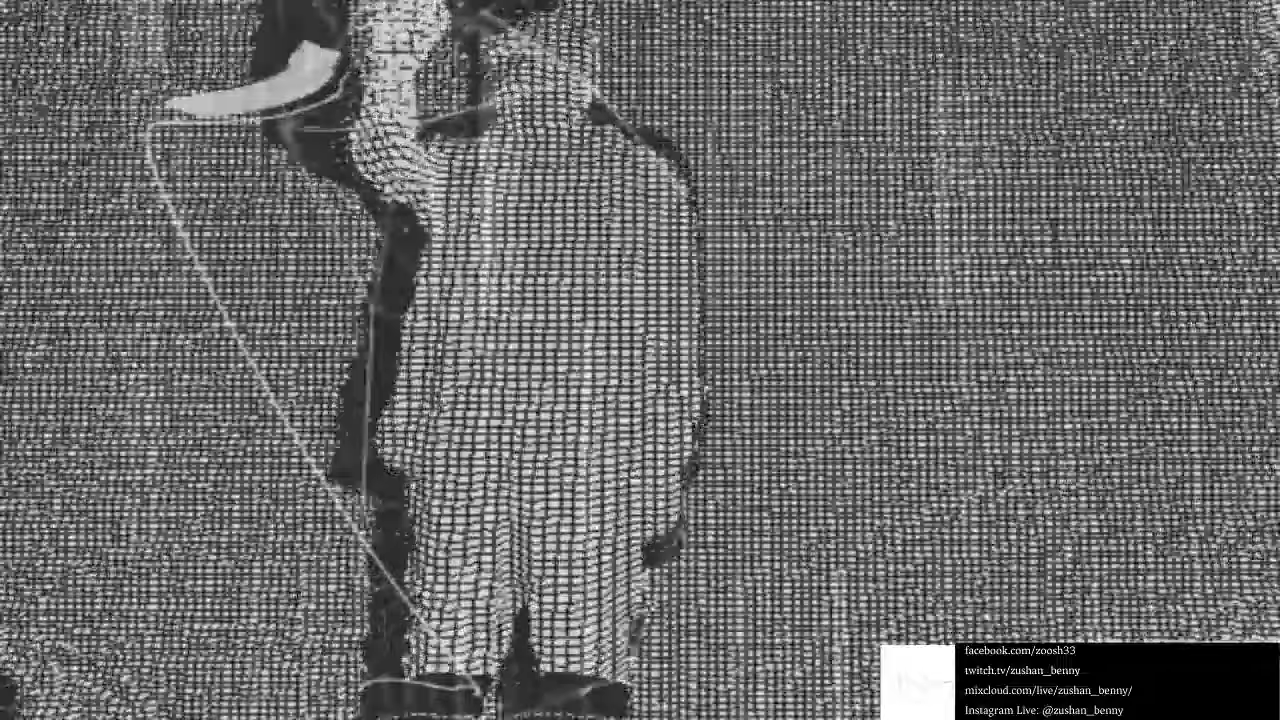 facebook.com/zoosh33
twitch.tv/zushan_benny
mixcloud.com/live/zushan_benny/
Instagram Live: @zushan_benny